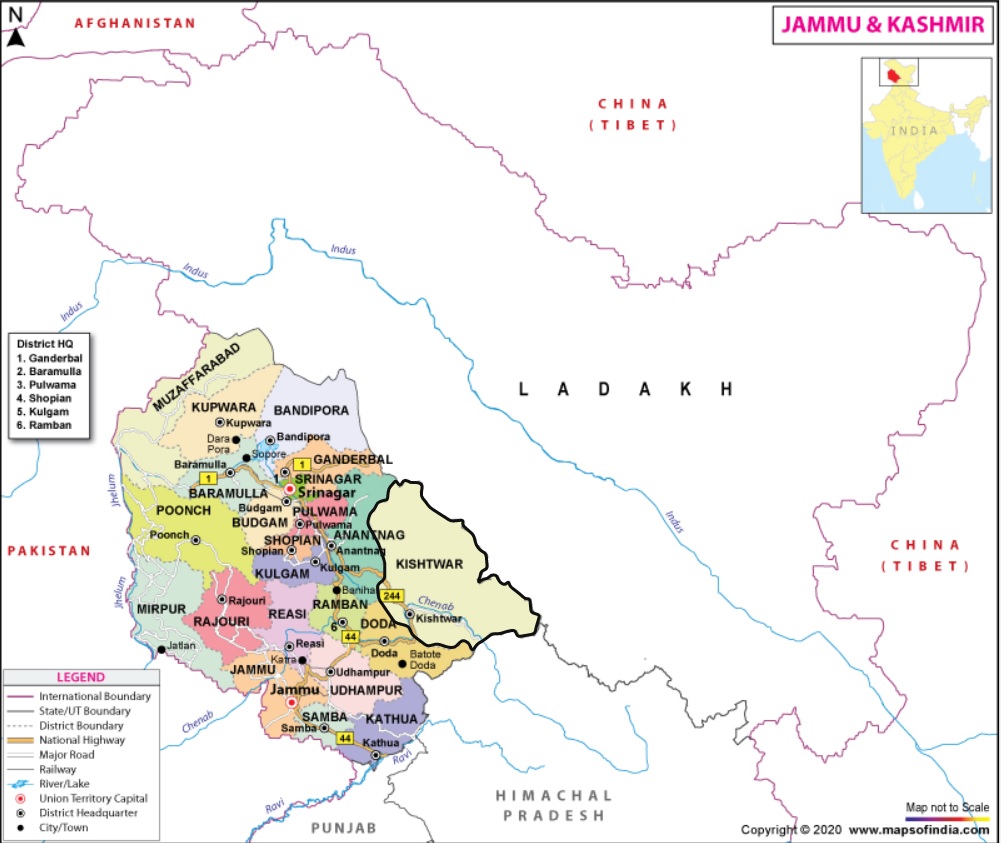 N
AFGHANISTAN
JAMMU & KASHMIR
CHINA
(TIBET)
INDIA
Indus
Indus
Indus
District HQ
1. Ganderbal
2. Baramulla
3. Pulwama
4. Shopian
5. Kulgam
6. Ramban
MUZAFFARABAD
LADAKH
KUPWARA
Kupwara
BANDIPORA
Dara
Pora
Bandipora
Sopore
Baramulla
1
GANDERBAL
1
1
SRINAGAR
Srinagar
BARAMULLA
Jhelum
POONCH
Budgam
PULWAMA
BUDGAM
Pulwama
Indus
Poonch
SHOPIAN
ANANTNAG
Shopian
Anantnag
PAKISTAN
CHINA
(TIBET)
KISHTWAR
KULGAM
Kulgam
Jhelum
Baniha
244
Chenab
MIRPUR
Rajouri
RAJOURI
REASI
RAMBAN
Kishtwar
6
44
DODA
Jatlan
Reasi
Katra
Doda
Batote
Doda
JAMMU
Udhampur
Jammu
UDHAMPUR
Chenab
SAMBA
Samba
KATHUA
44
Kathua
Ravi
Ravi
LEGEND
International Boundary
State/UT Boundary
District Boundary
National Highway
Major Road
Railway
River/Lake
Union Territory Capital
District Headquarter
City/Town
HIMACHAL
PRADESH
PUNJAB
Map not to Scale
Copyright © 2020 www.mapsofindia.com